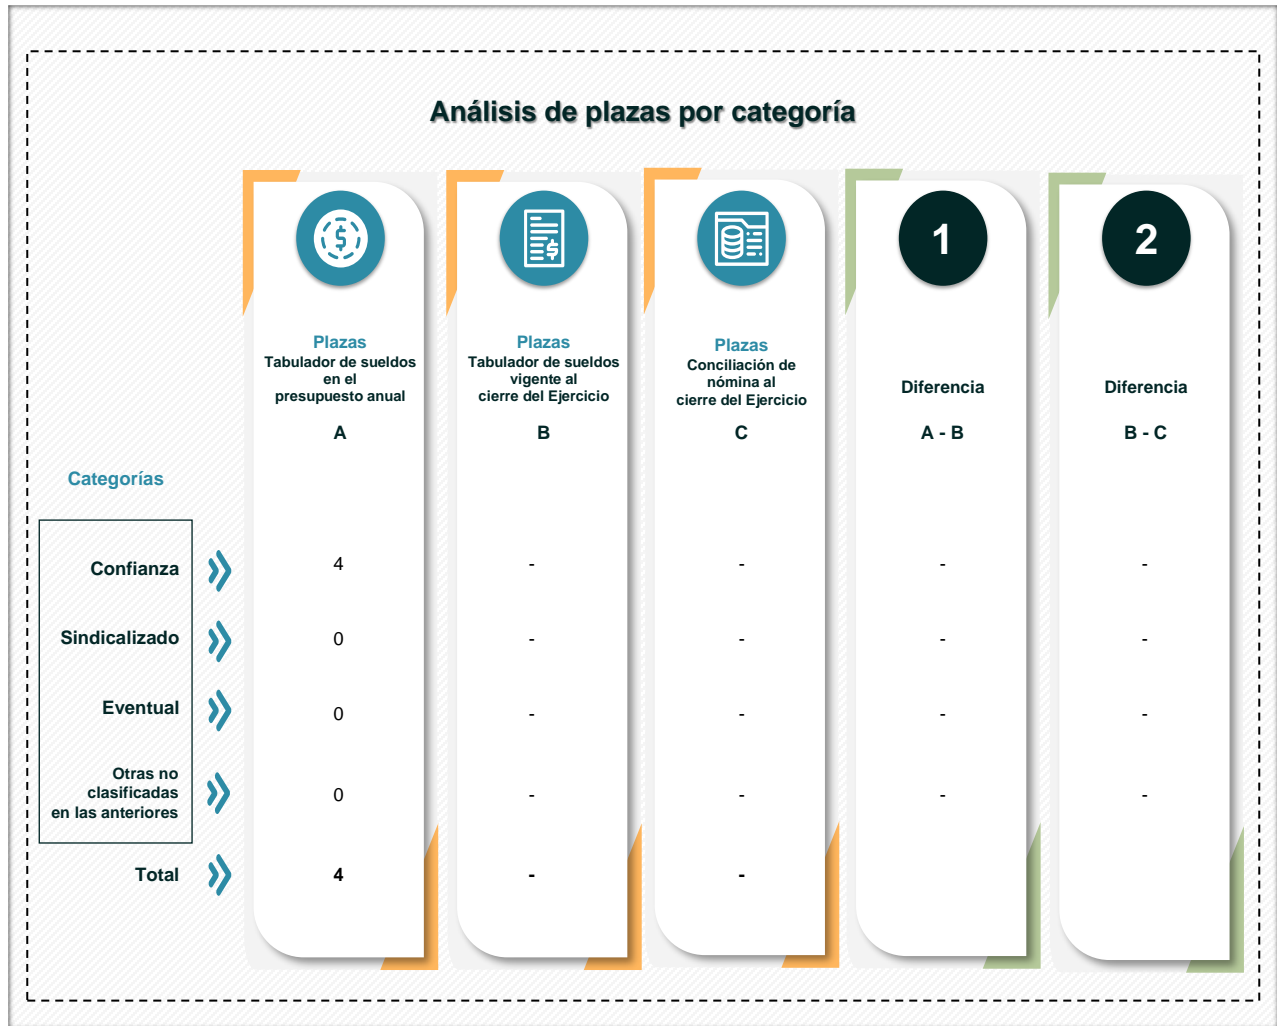 Análisis de plazas por categoría
1
2
Plazas
Tabulador de sueldos
en el
presupuesto anual
A
Plazas
Tabulador de sueldos
vigente al
cierre del Ejercicio
B
Plazas
Conciliación de
nómina al
cierre del Ejercicio
C
Diferencia
A - B
Diferencia
B - C
Categorías
Confianza
4 - - - -
Sindicalizado
0 - - - -
Eventual
0 - - - -
Otras no
clasificadas
en las anteriores
0 - - - -
Total
4 - -